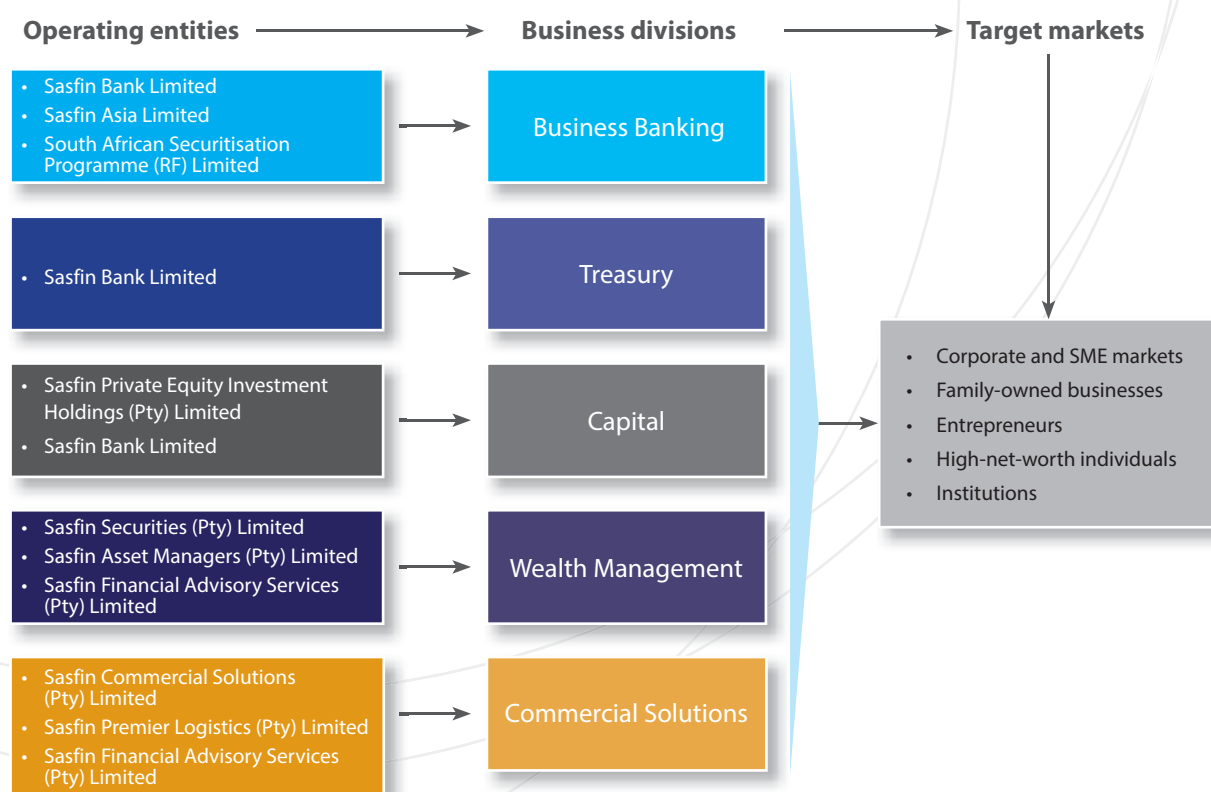 Operating entities
Business divisions
Target markets
• Sasfin Bank Limited
• Sasfin Asia Limited
• South African Securitisation
Programme (RF) Limited
Business Banking
• Sasfin Bank Limited
Treasury
• Sasfin Private Equity Investment
Holdings (Pty) Limited
• Sasfin Bank Limited
Capital
• Sasfin Securities (Pty) Limited
• Sasfin Asset Managers (Pty) Limited
• Sasfin Financial Advisory Services
(Pty) Limited
Wealth Management
• Sasfin Commercial Solutions
(Pty) Limited
• Sasfin Premier Logistics (Pty) Limited
• Sasfin Financial Advisory Services
(Pty) Limited
Commercial Solutions
• Corporate and SME markets
• Family-owned businesses
• Entrepreneurs
• High-net-worth individuals
• Institutions